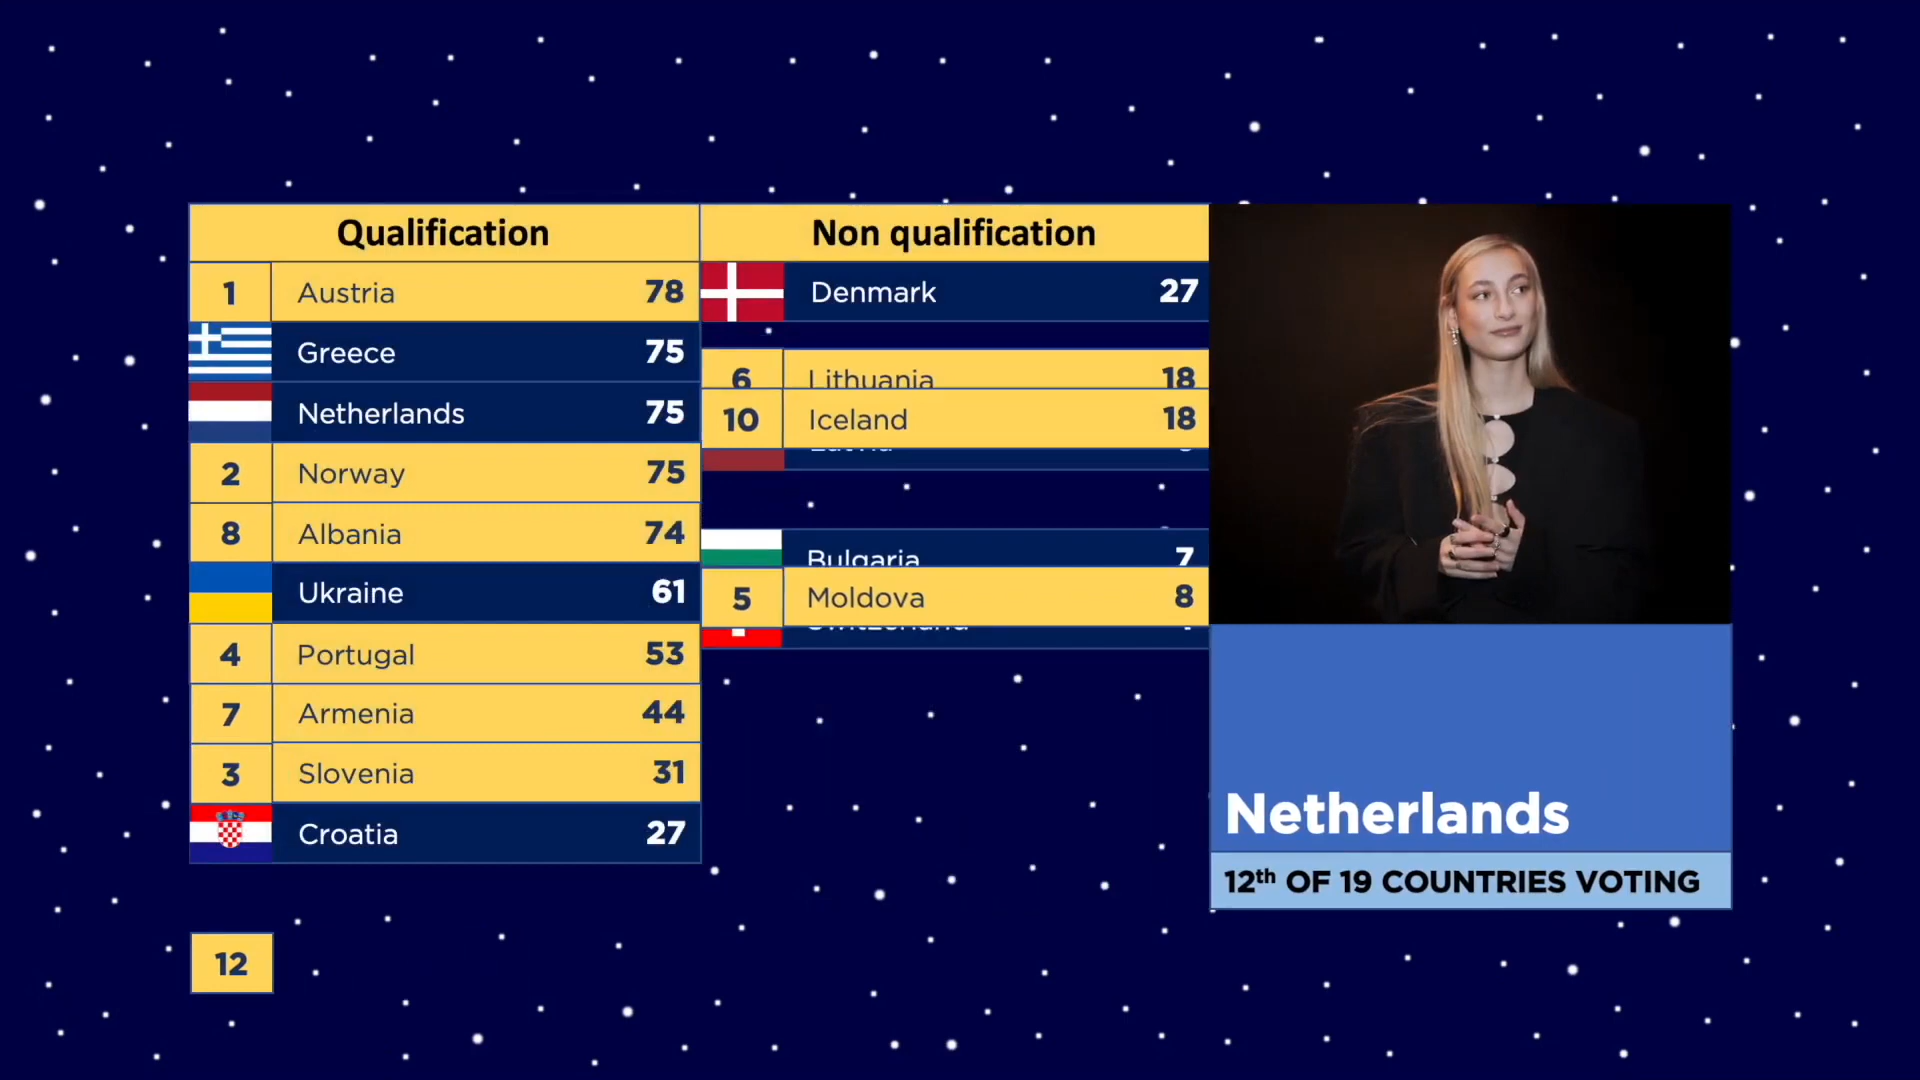 Qualification
Non qualification
1 Austria 78
Greece 75
Netherlands 75
2 Norway 75
8 Albania 74
Ukraine 61
4 Portugal 53
7 Armenia 44
3 Slovenia 31
Croatia 27
12
Denmark 27
6 Lithuania 18
10 Iceland 18
Bulgaria 7
5 Moldova 8
Netherlands
12th OF 19 COUNTRIES VOTING